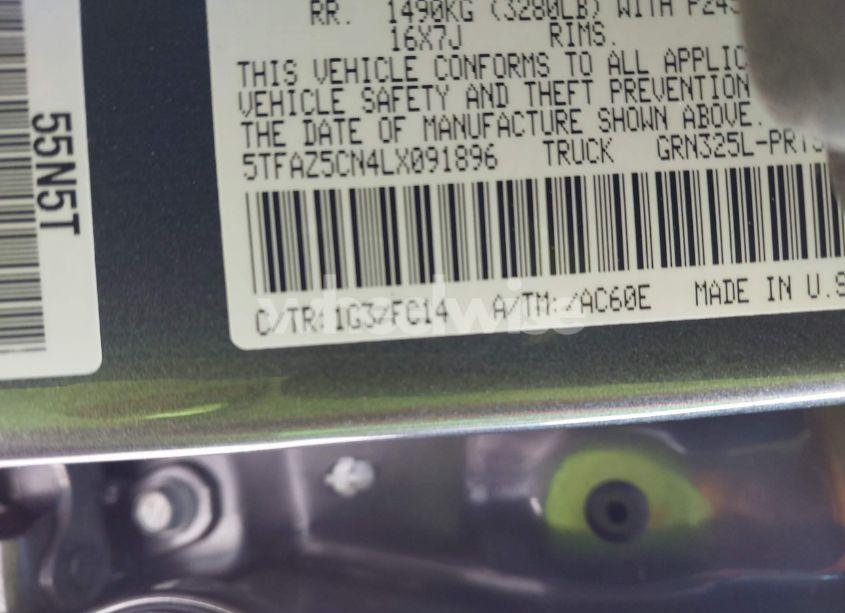 RR. 1490KG (3280LB) WITH P245
16X7J RIMS.
THIS VEHICLE CONFORMS TO ALL APPLIC
VEHICLE SAFETY AND THEFT PREVENTION
THE DATE OF MANUFACTURE SHOWN ABOVE.
5TFAZ5CN4LX091896 TRUCK GRN325L-PRTS
C/TR: 1G3/FC14 A/TM: /AC60E MADE IN U.S
55N5T